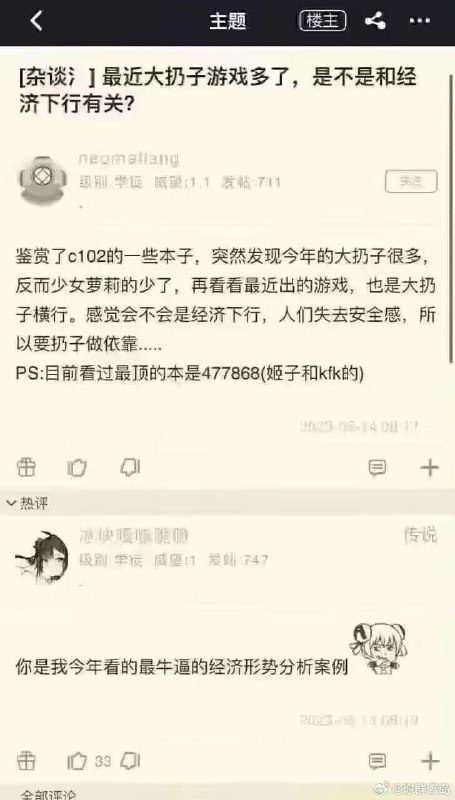 主题
楼主
[杂谈氵] 最近大扔子游戏多了，是不是和经
济下行有关?
neomaliang
级别:学徒 威望:1.1 发帖:711
关注
鉴赏了c102的一些本子，突然发现今年的大扔子很多，
反而少女萝莉的少了，再看看最近出的游戏，也是大扔
子横行。感觉会不会是经济下行，人们失去安全感，所
以要扔子做依靠.....
PS:目前看过最顶的本是477868(姬子和kfk的)
热评
传说
级别:学徒 威望:1 发帖:747
你是我今年看的最牛逼的经济形势分析案例
33
全部评论